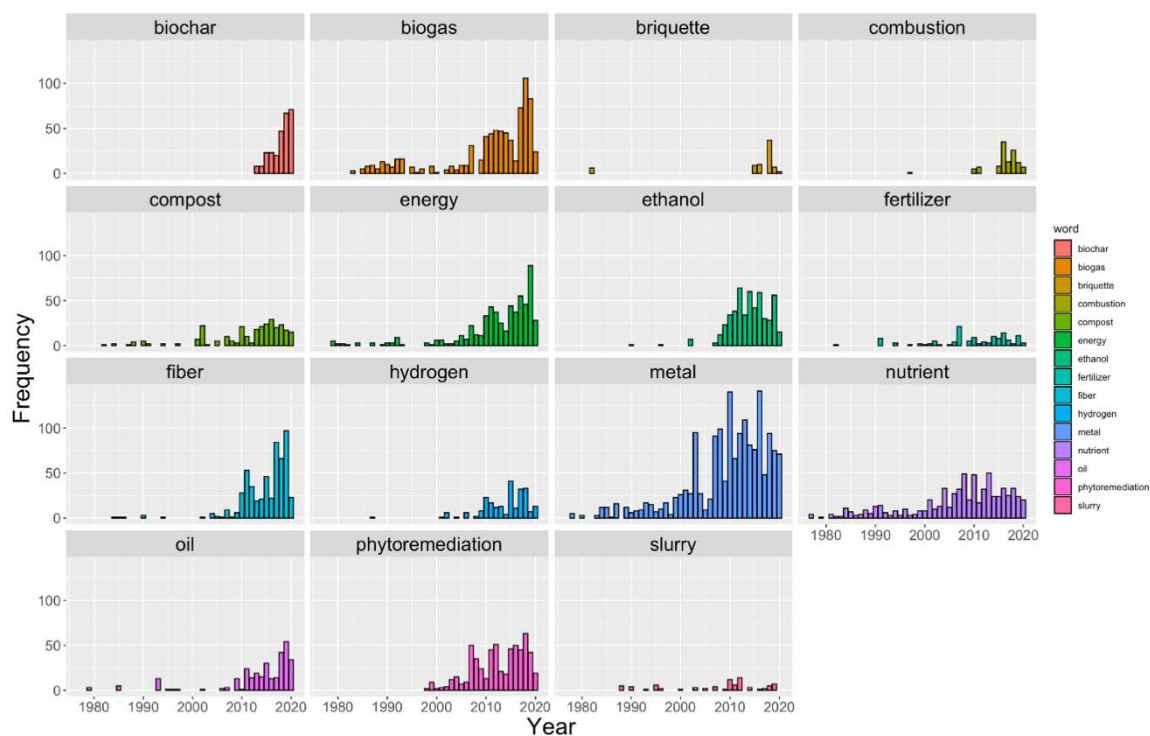 biochar
biogas
briquette
combustion
100
50
0
compost
energy
ethanol
fertilizer
100
50
0
fiber
hydrogen
metal
nutrient
100
50
0
1980 1990 2000 2010 2020
oil
phytoremediation
slurry
100
50
0
1980 1990 2000 2010 2020
1980 1990 2000 2010 2020
1980 1990 2000 2010 2020
Frequency
Year
word
biochar
biogas
briquette
combustion
compost
energy
ethanol
fertilizer
fiber
hydrogen
metal
nutrient
oil
phytoremediation
slurry